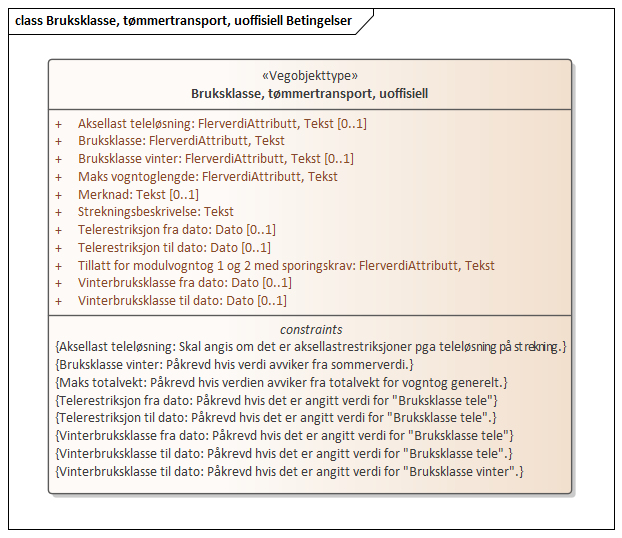 class Bruksklasse, tømmertransport, uoffisiell Betingelser
«Vegobjekttype»
Bruksklasse, tømmertransport, uoffisiell
+ Aksellast teleløsning: FlerverdiAttributt, Tekst [0..1]
+ Bruksklasse: FlerverdiAttributt, Tekst
+ Bruksklasse vinter: FlerverdiAttributt, Tekst [0..1]
+ Maks vogntoglengde: FlerverdiAttributt, Tekst
+ Merknad: Tekst [0..1]
+ Strekningsbeskrivelse: Tekst
+ Telerestriksjon fra dato: Dato [0..1]
+ Telerestriksjon til dato: Dato [0..1]
+ Tillatt for modulvogntog 1 og 2 med sporingskrav: FlerverdiAttributt, Tekst
+ Vinterbruksklasse fra dato: Dato [0..1]
+ Vinterbruksklasse til dato: Dato [0..1]
constraints
{Aksellast teleløsning: Skal angis om det er aksellastrestriksjoner pga teleløsning på strekning.}
{Bruksklasse vinter: Påkrevd hvis verdi avviker fra sommerverdi.}
{Maks totalvekt: Påkrevd hvis verdien avviker fra totalvekt for vogntog generelt.}
{Telerestriksjon fra dato: Påkrevd hvis det er angitt verdi for "Bruksklasse tele"}
{Telerestriksjon til dato: Påkrevd hvis det er angitt verdi for "Bruksklasse tele".}
{Vinterbruksklasse fra dato: Påkrevd hvis det er angitt verdi for "Bruksklasse tele"}
{Vinterbruksklasse til dato: Påkrevd hvis det er angitt verdi for "Bruksklasse tele".}
{Vinterbruksklasse til dato: Påkrevd hvis det er angitt verdi for "Bruksklasse vinter".}